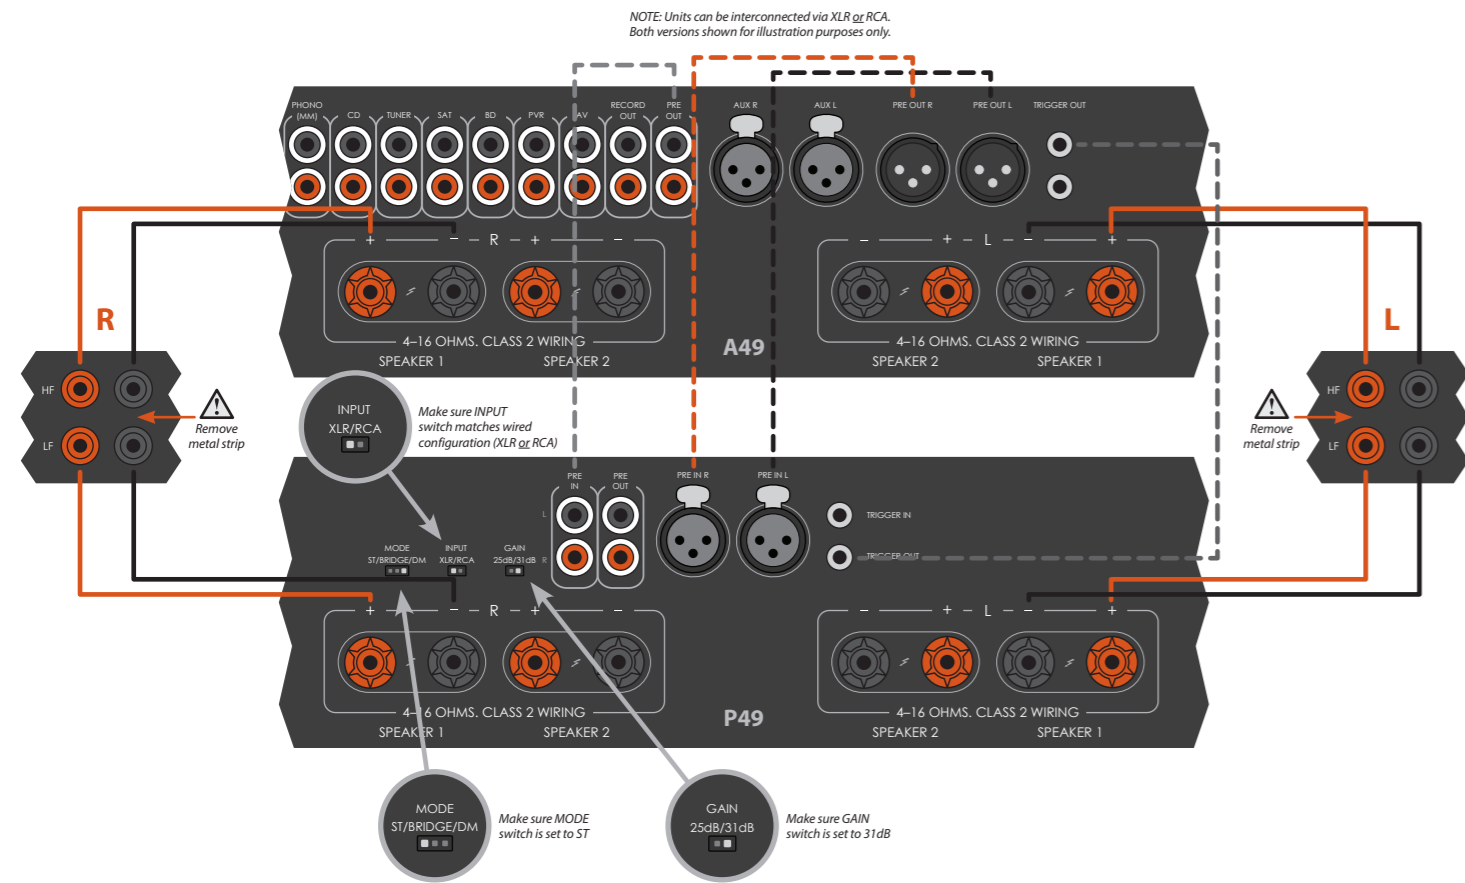 NOTE: Units can be interconnected via XLR or RCA.
Both versions shown for illustration purposes only.
PHONO
(MM)
CD
TUNER
SAT
BD
PVR
AV
RECORD
OUT
PRE
OUT
AUX R
AUX L
PRE OUT R
PRE OUT L
TRIGGER OUT
+ – R – + –
– + – L – – +
4–16 OHMS. CLASS 2 WIRING
SPEAKER 1
SPEAKER 2
A49
4–16 OHMS. CLASS 2 WIRING
SPEAKER 2
SPEAKER 1
R
HF
LF
Remove
metal strip
L
HF
LF
Remove
metal strip
INPUT
XLR/RCA
Make sure INPUT
switch matches wired
configuration (XLR or RCA)
MODE
ST/BRIDGE/DM
INPUT
XLR/RCA
GAIN
25dB/31dB
PRE
IN
PRE
OUT
L
R
PRE IN R
PRE IN L
TRIGGER IN
TRIGGER OUT
+ – R – + –
– + – L – – +
4–16 OHMS. CLASS 2 WIRING
SPEAKER 1
SPEAKER 2
P49
4–16 OHMS. CLASS 2 WIRING
SPEAKER 2
SPEAKER 1
MODE
ST/BRIDGE/DM
Make sure MODE
switch is set to ST
GAIN
25dB/31dB
Make sure GAIN
switch is set to 31dB